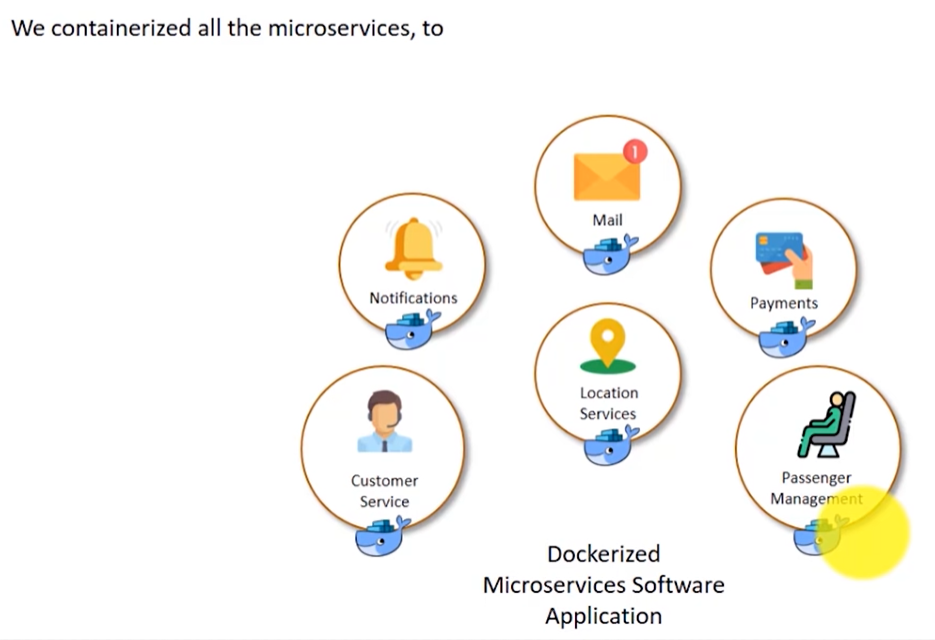 We containerized all the microservices, to
1
Mail
Notifications
Payments
Location
Services
Customer
Service
Passenger
Management
Dockerized
Microservices Software
Application